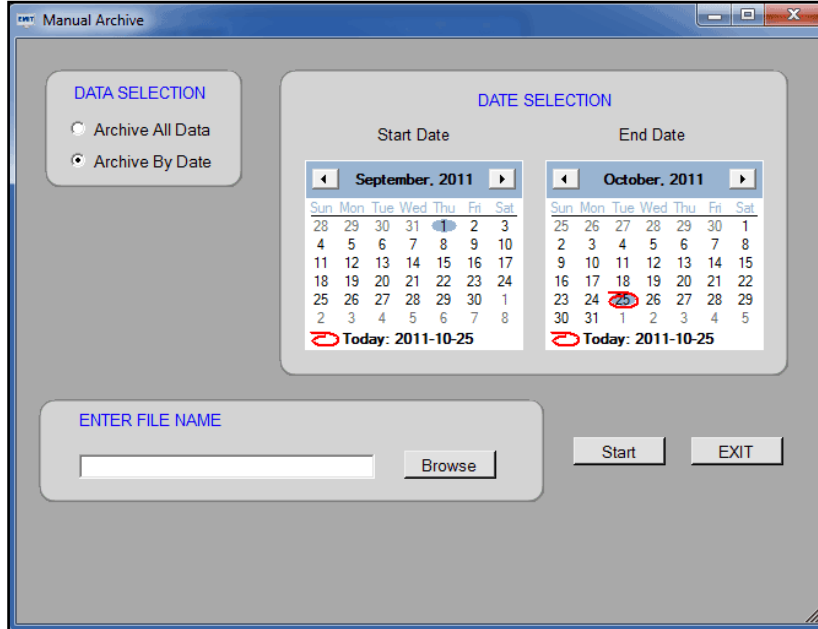 Manual Archive
DATA SELECTION
Archive All Data
Archive By Date
DATE SELECTION
Start Date
End Date
September, 2011
Sun Mon Tue Wed Thu Fri Sat
28 29 30 31 1 2 3
4 5 6 7 8 9 10
11 12 13 14 15 16 17
18 19 20 21 22 23 24
25 26 27 28 29 30 1
2 3 4 5 6 7 8
Today: 2011-10-25
October, 2011
Sun Mon Tue Wed Thu Fri Sat
25 26 27 28 29 30 1
2 3 4 5 6 7 8
9 10 11 12 13 14 15
16 17 18 19 20 21 22
23 24 25 26 27 28 29
30 31 1 2 3 4 5
Today: 2011-10-25
ENTER FILE NAME
Browse
Start
EXIT